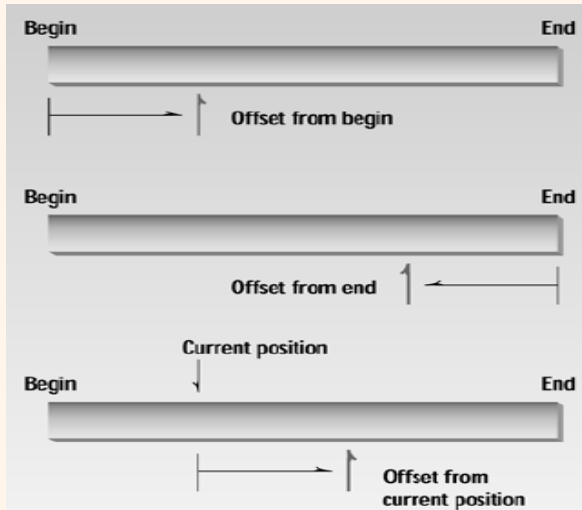 Begin End
Offset from begin
Begin End
Offset from end
Current position
Begin End
Offset from
current position